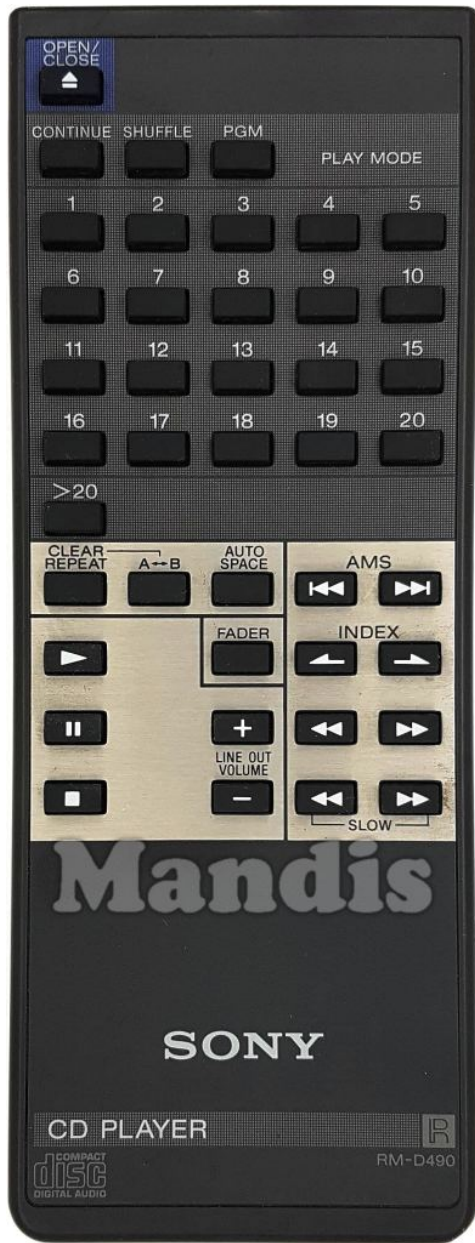 OPEN/
CLOSE
CONTINUE SHUFFLE PGM
PLAY MODE
1 2 3 4 5
6 7 8 9 10
11 12 13 14 15
16 17 18 19 20
>20
CLEAR
REPEAT
A↔B
AUTO
SPACE
AMS
FADER
INDEX
LINE OUT
VOLUME
SLOW
Mandis
SONY
CD PLAYER
R
RM-D490
COMPACT
disc
DIGITAL AUDIO